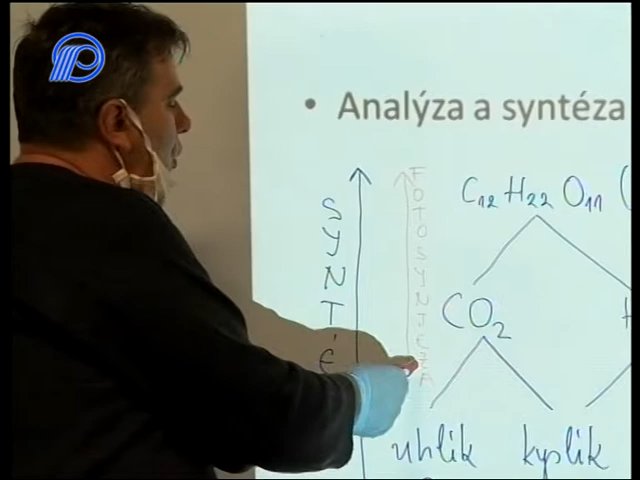 • Analýza a syntéza
SYNTÉ
FOTOSYNTÉZA
C₁₂H₂₂O₁₁
CO₂
uhlík
kyslík